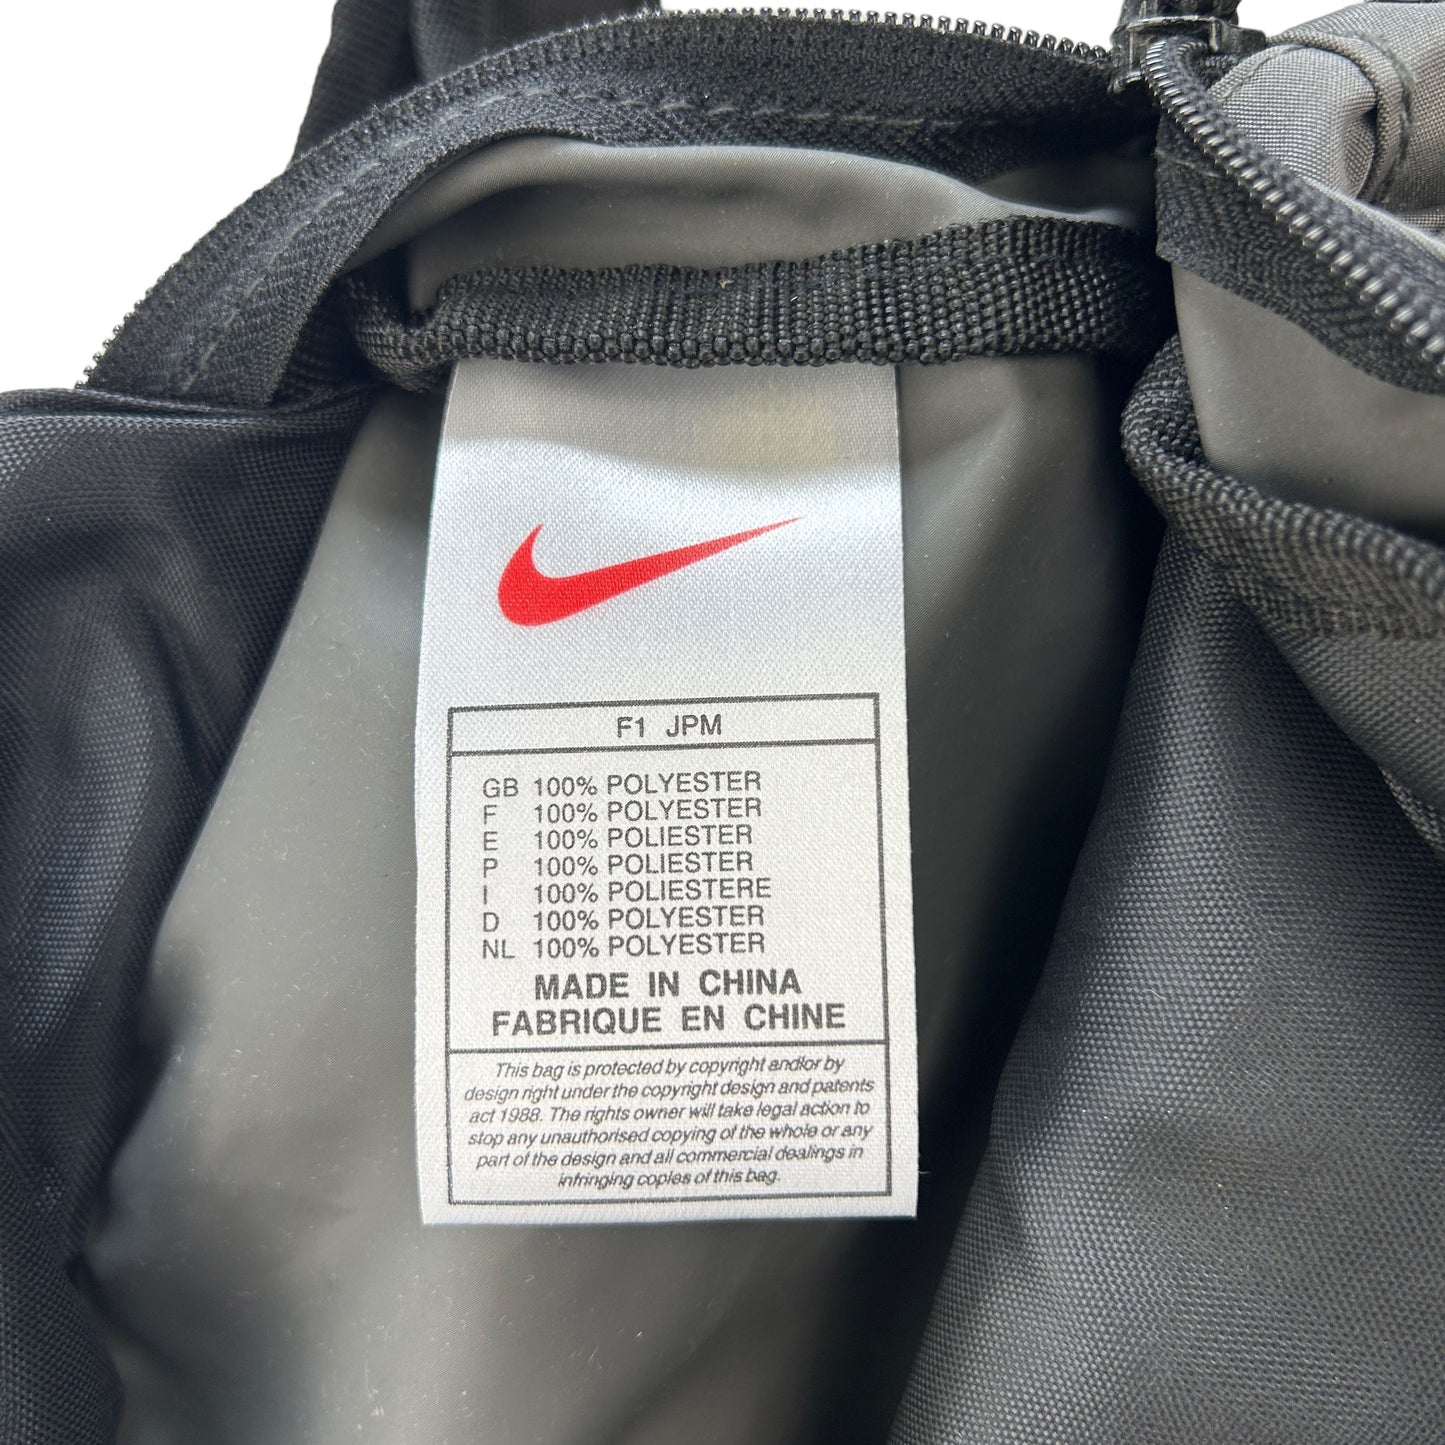 F1 JPM
GB 100% POLYESTER
F 100% POLYESTER
E 100% POLIESTER
P 100% POLIESTER
I 100% POLIESTERE
D 100% POLYESTER
NL 100% POLYESTER
MADE IN CHINA
FABRIQUE EN CHINE
This bag is protected by copyright and/or by
design right under the copyright design and patents
act 1988. The rights owner will take legal action to
stop any unauthorised copying of the whole or any
part of the design and all commercial dealings in
infringing copies of this bag.